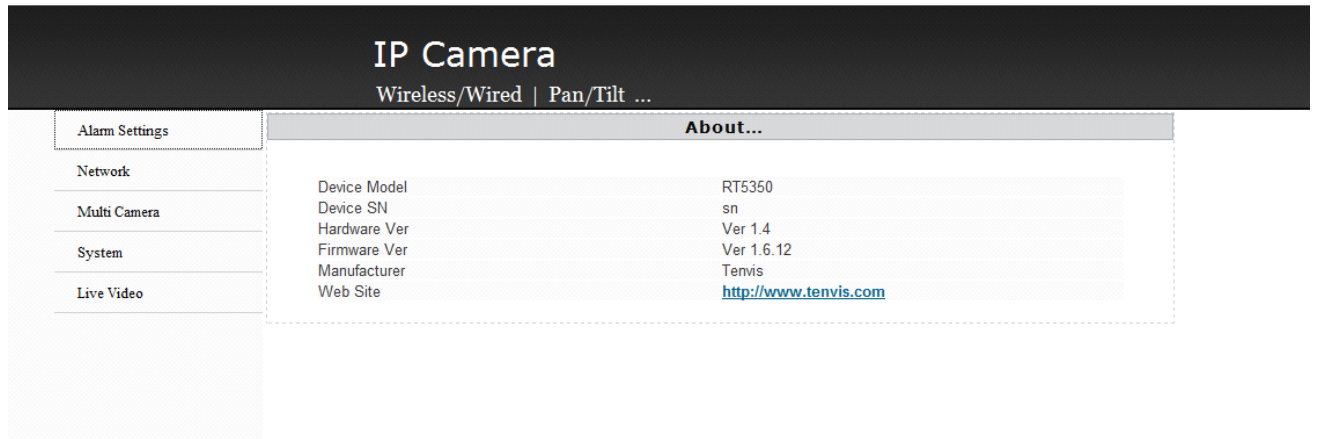 IP Camera
Wireless/Wired | Pan/Tilt ...
Alarm Settings
Network
Multi Camera
System
Live Video
About...
Device Model RT5350
Device SN sn
Hardware Ver Ver 1.4
Firmware Ver Ver 1.6.12
Manufacturer Tenvis
Web Site http://www.tenvis.com